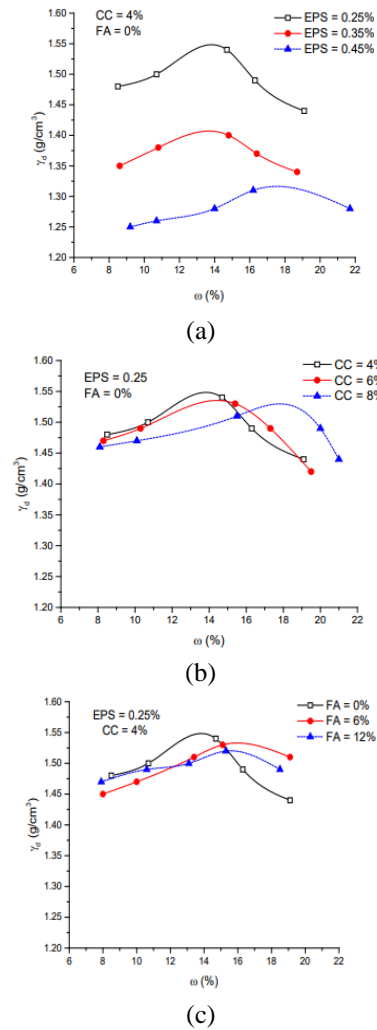 CC = 4%
FA = 0%
EPS = 0.25%
EPS = 0.35%
EPS = 0.45%
1.60
1.55
1.50
1.45
1.40
1.35
1.30
1.25
1.20
γd (g/cm³)
6 8 10 12 14 16 18 20 22
ω (%)
(a)
EPS = 0.25
FA = 0%
CC = 4%
CC = 6%
CC = 8%
1.60
1.55
1.50
1.45
1.40
1.35
1.30
1.25
1.20
γd (g/cm³)
6 8 10 12 14 16 18 20 22
ω (%)
(b)
EPS = 0.25%
CC = 4%
FA = 0%
FA = 6%
FA = 12%
1.60
1.55
1.50
1.45
1.40
1.35
1.30
1.25
1.20
γd (g/cm³)
6 8 10 12 14 16 18 20 22
ω (%)
(c)